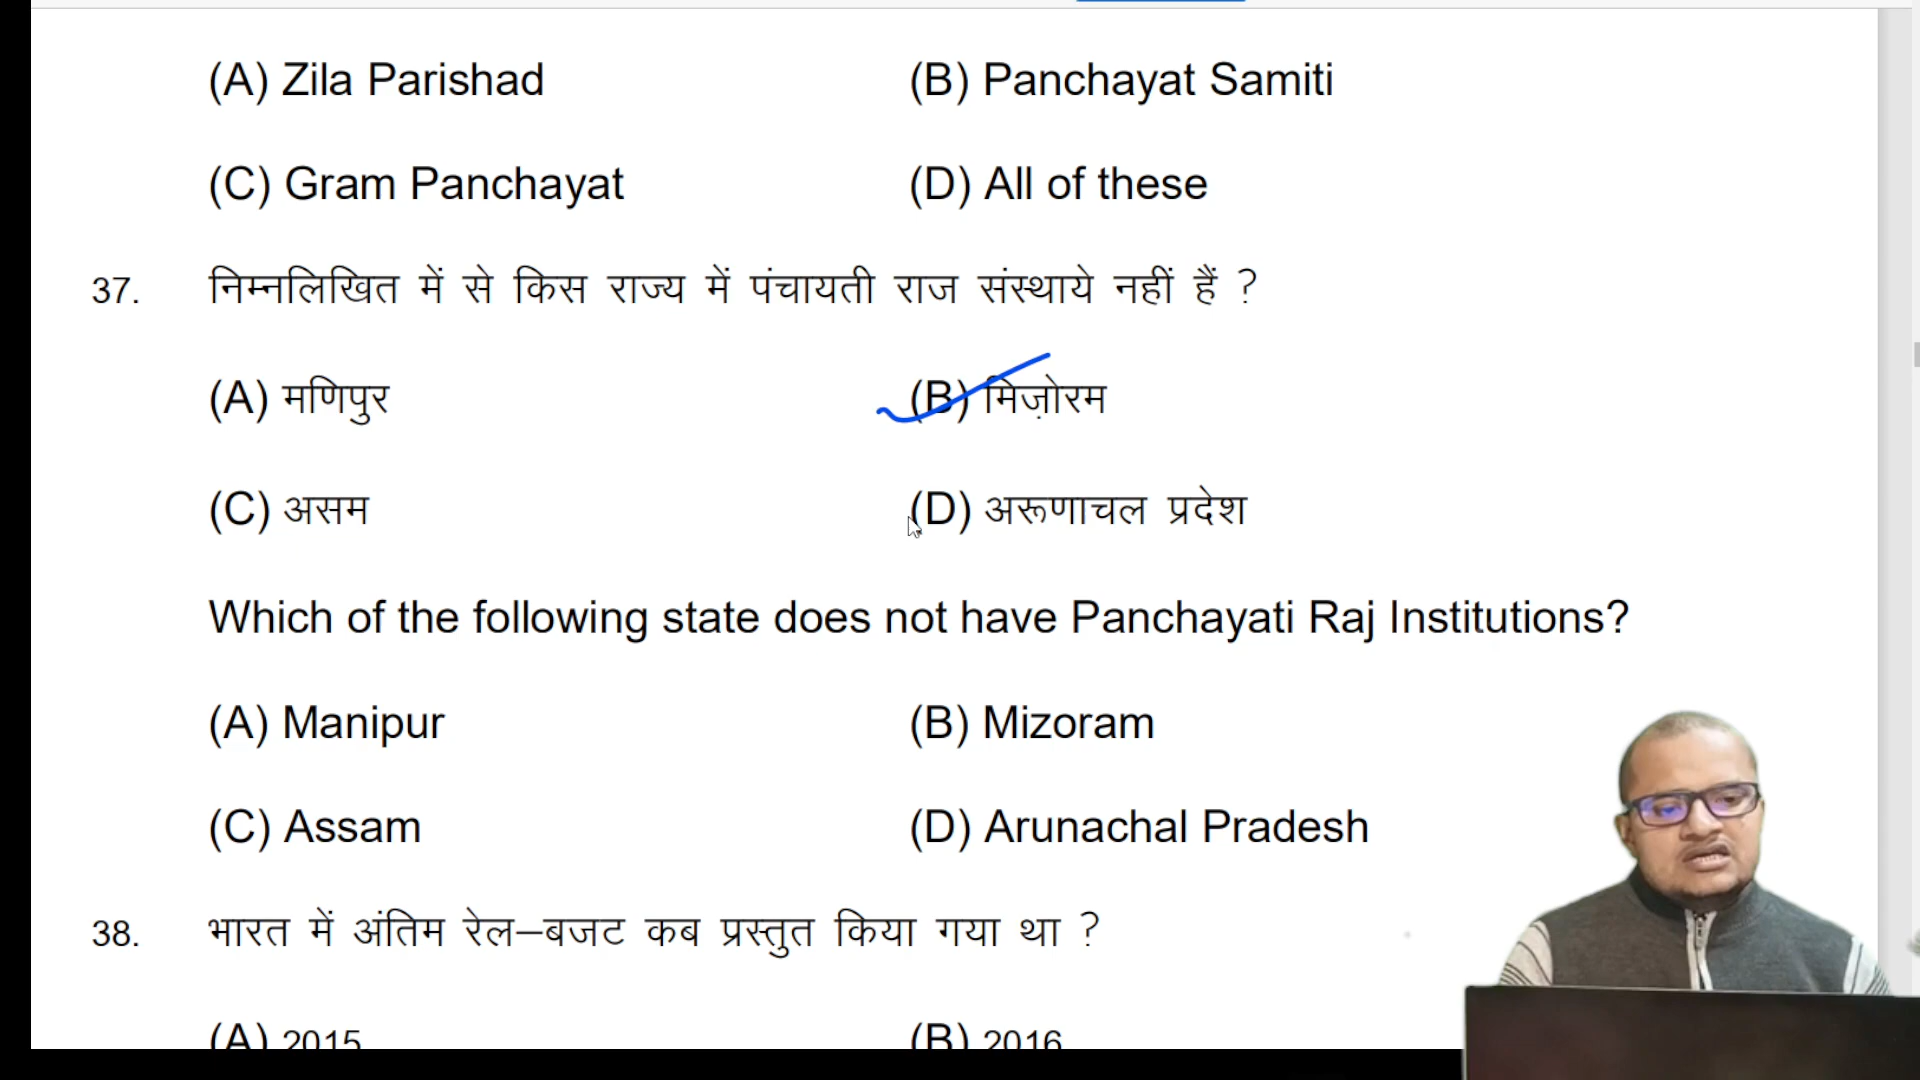 (A) Zila Parishad (B) Panchayat Samiti
(C) Gram Panchayat (D) All of these
37. निम्नलिखित में से किस राज्य में पंचायती राज संस्थाये नहीं हैं ?
(A) मणिपुर (B) मिज़ोरम
(C) असम (D) अरूणाचल प्रदेश
Which of the following state does not have Panchayati Raj Institutions?
(A) Manipur (B) Mizoram
(C) Assam (D) Arunachal Pradesh
38. भारत में अंतिम रेल–बजट कब प्रस्तुत किया गया था ?
(A) 2015 (B) 2016